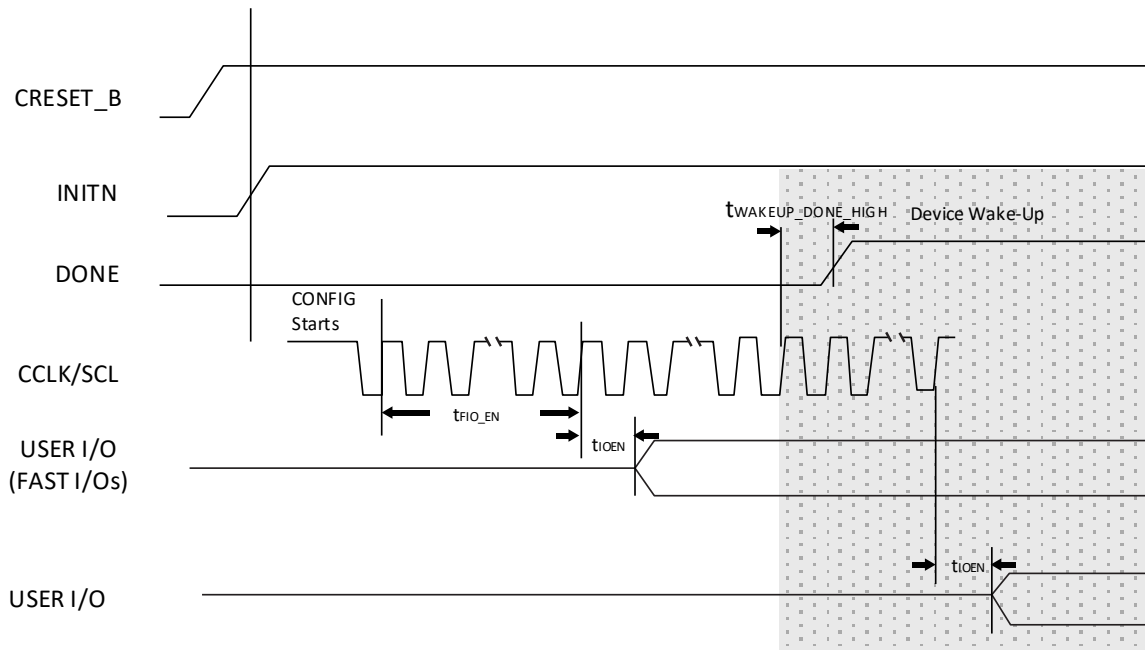 CRESET_B
INITN
tWAKEUP_DONE_HIGH Device Wake-Up
DONE
CONFIG
Starts
CCLK/SCL
tFIO_EN
USER I/O
(FAST I/Os)
tIOEN
tIOEN
USER I/O